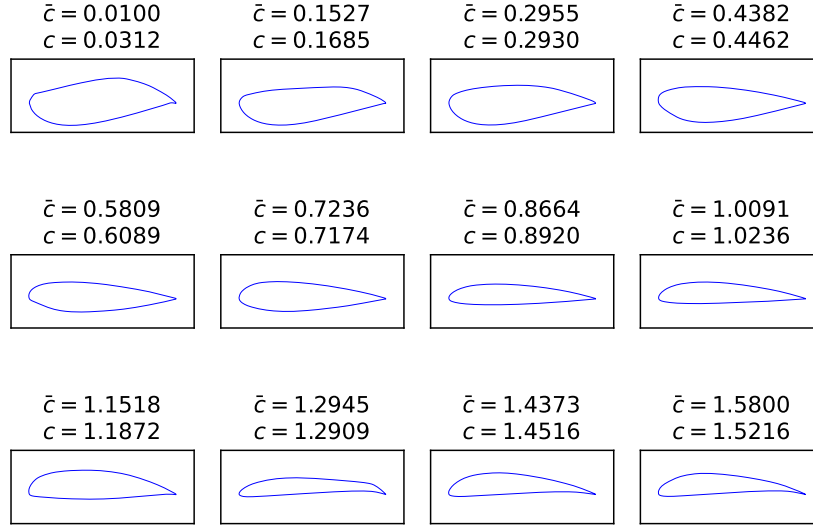 c̄ = 0.0100 c̄ = 0.1527 c̄ = 0.2955 c̄ = 0.4382
c = 0.0312 c = 0.1685 c = 0.2930 c = 0.4462
c̄ = 0.5809 c̄ = 0.7236 c̄ = 0.8664 c̄ = 1.0091
c = 0.6089 c = 0.7174 c = 0.8920 c = 1.0236
c̄ = 1.1518 c̄ = 1.2945 c̄ = 1.4373 c̄ = 1.5800
c = 1.1872 c = 1.2909 c = 1.4516 c = 1.5216